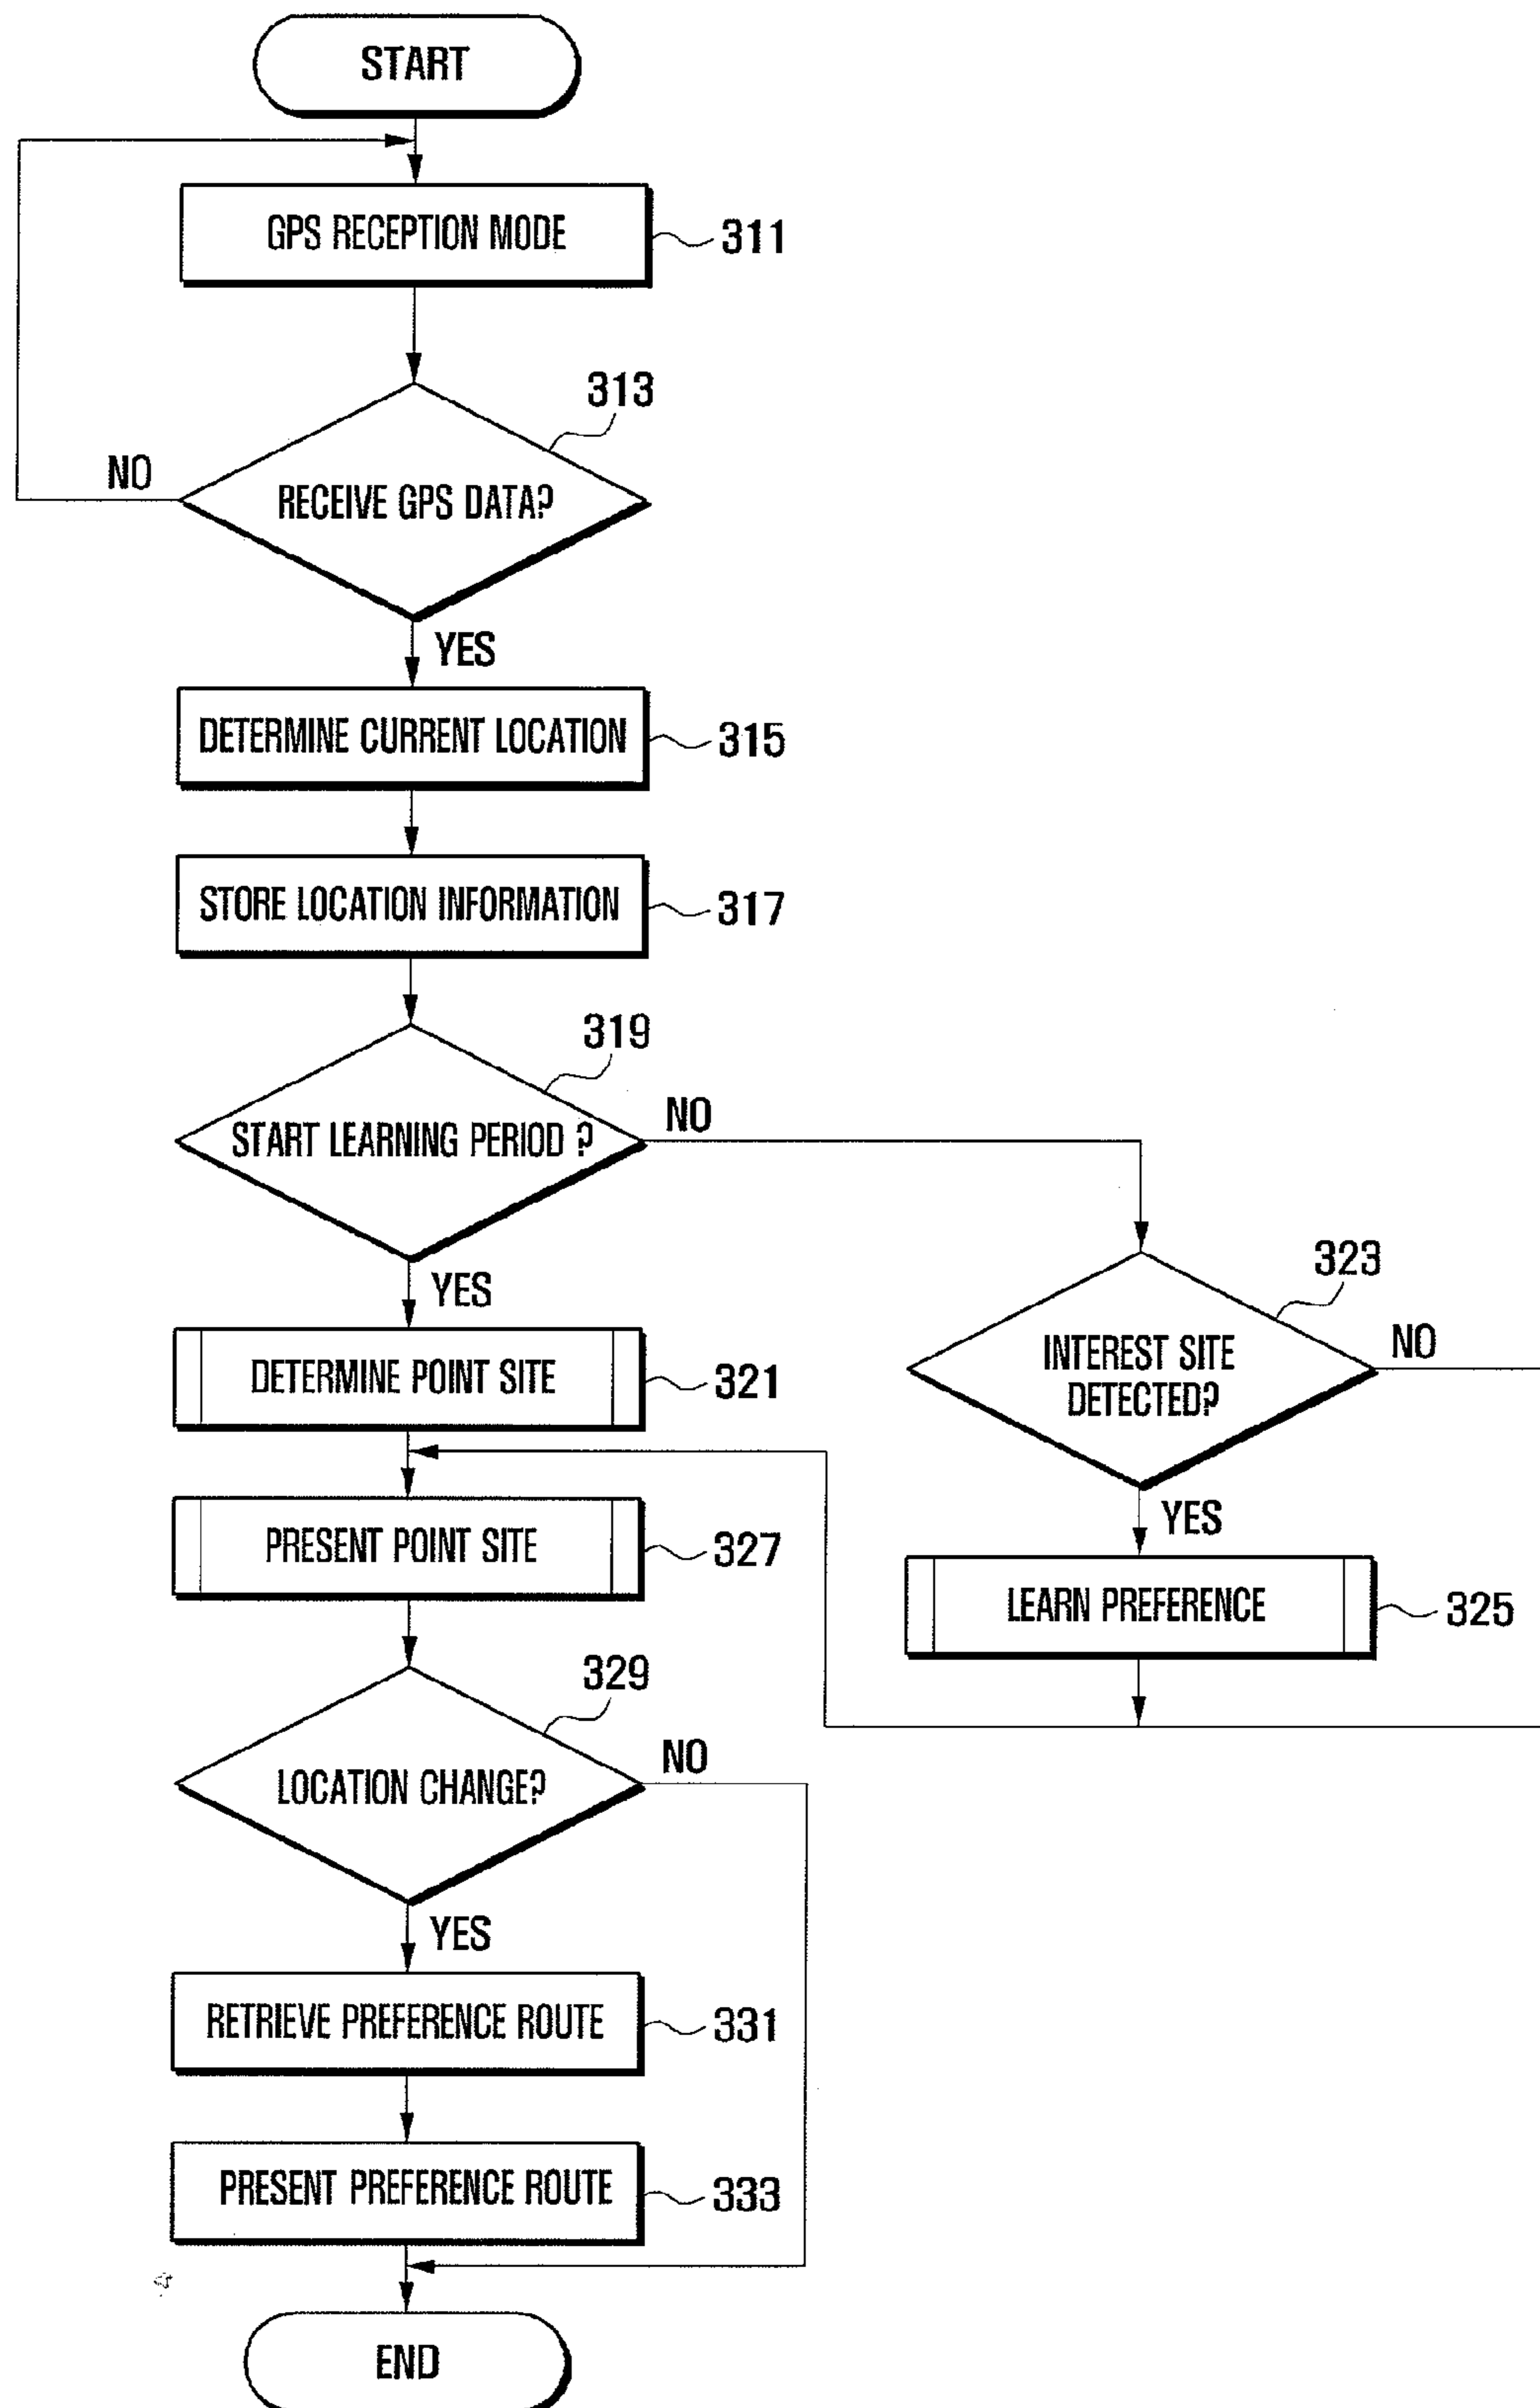 START
GPS RECEPTION MODE
311
313
NO
RECEIVE GPS DATA?
YES
DETERMINE CURRENT LOCATION
315
STORE LOCATION INFORMATION
317
319
START LEARNING PERIOD ?
NO
YES
323
INTEREST SITE
DETECTED?
NO
DETERMINE POINT SITE
321
YES
PRESENT POINT SITE
327
LEARN PREFERENCE
325
329
LOCATION CHANGE?
NO
YES
RETRIEVE PREFERENCE ROUTE
331
PRESENT PREFERENCE ROUTE
333
END